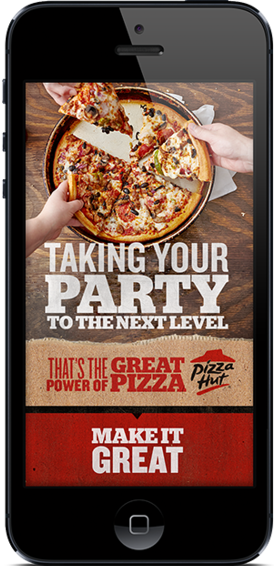 TAKING YOUR
PARTY
TO THE NEXT LEVEL
THAT'S THE GREAT
POWER OF PIZZA
Pizza
Hut
MAKE IT
GREAT